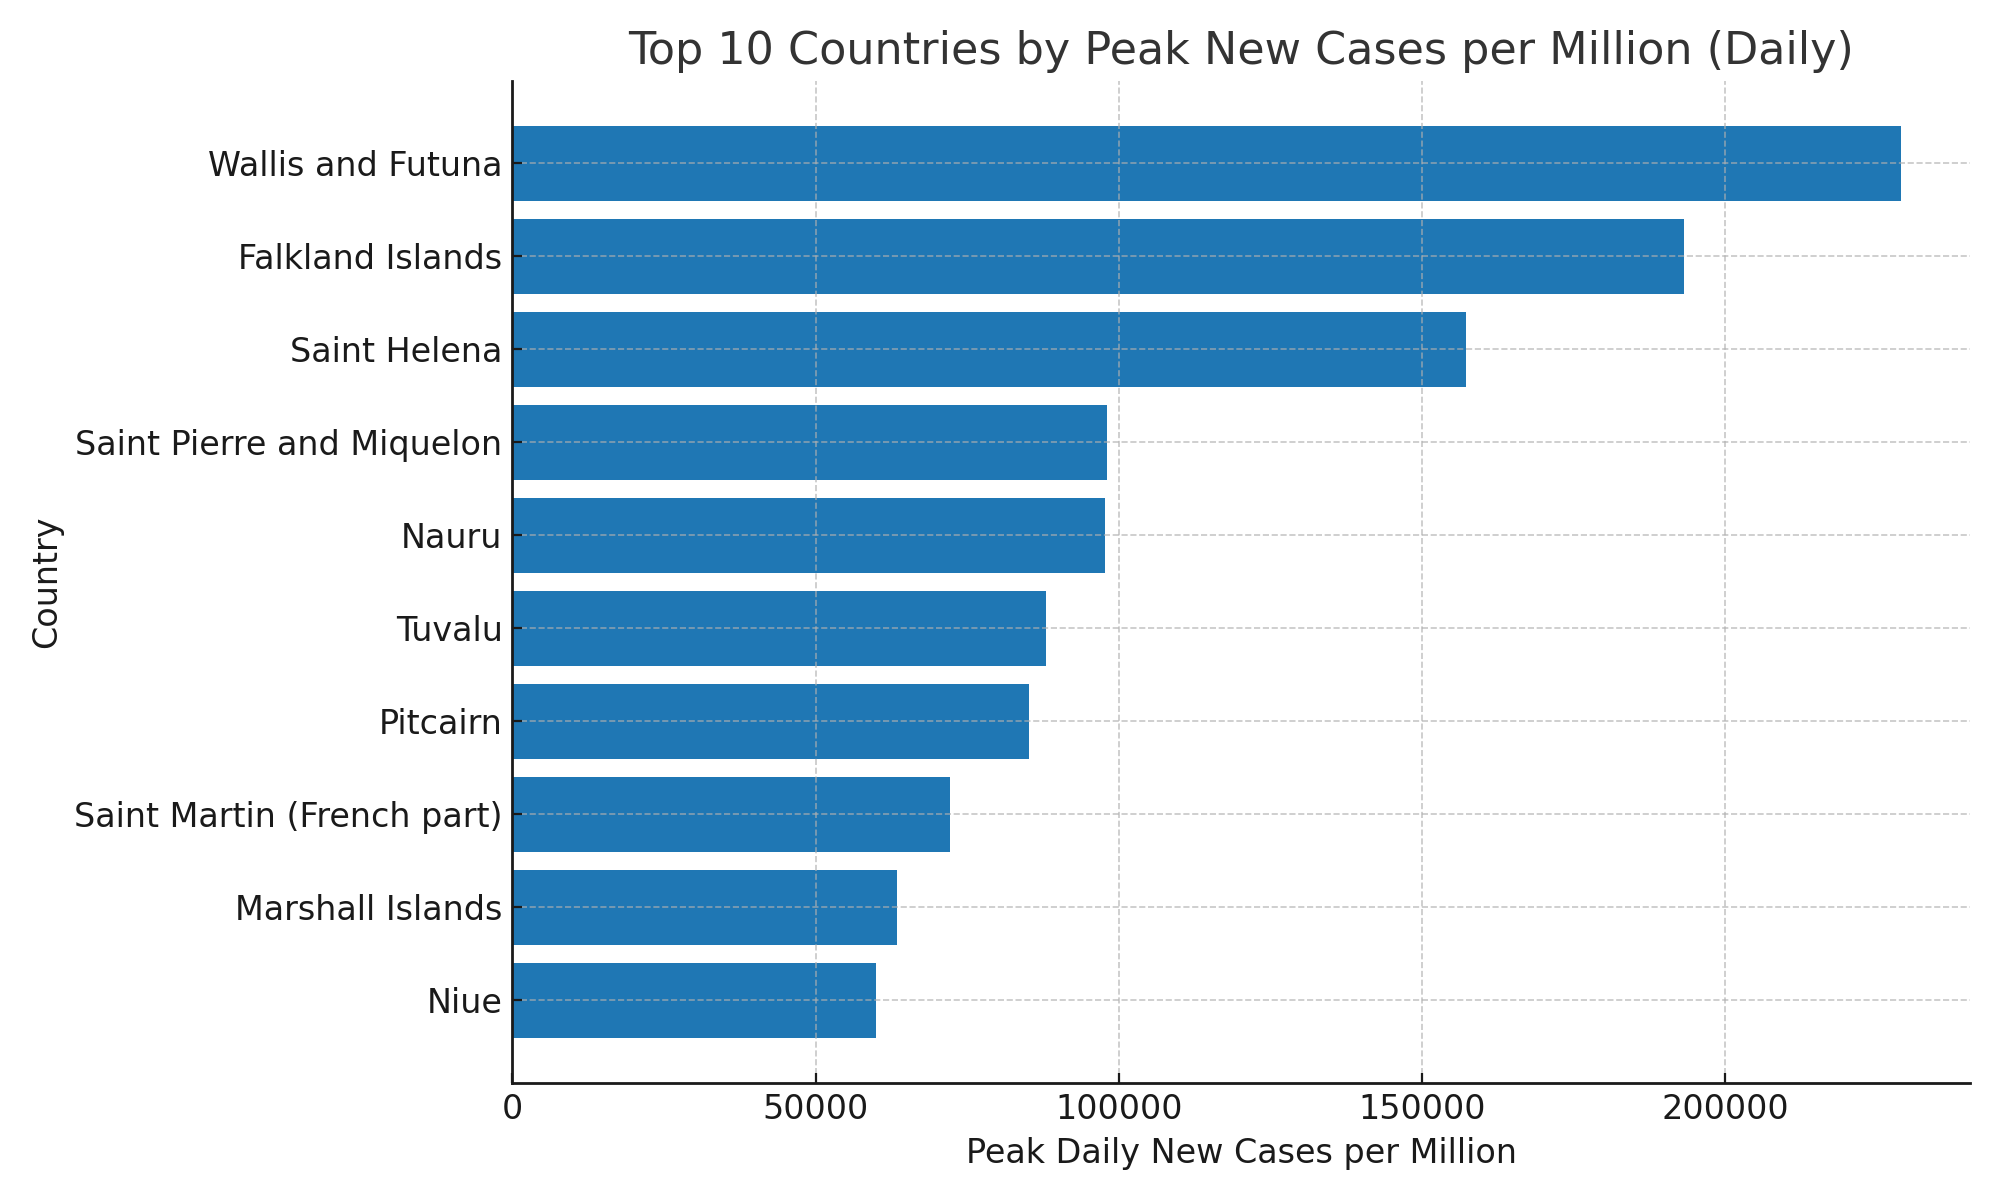 Top 10 Countries by Peak New Cases per Million (Daily)
Wallis and Futuna
Falkland Islands
Saint Helena
Saint Pierre and Miquelon
Nauru
Tuvalu
Pitcairn
Saint Martin (French part)
Marshall Islands
Niue
Country
0 50000 100000 150000 200000
Peak Daily New Cases per Million